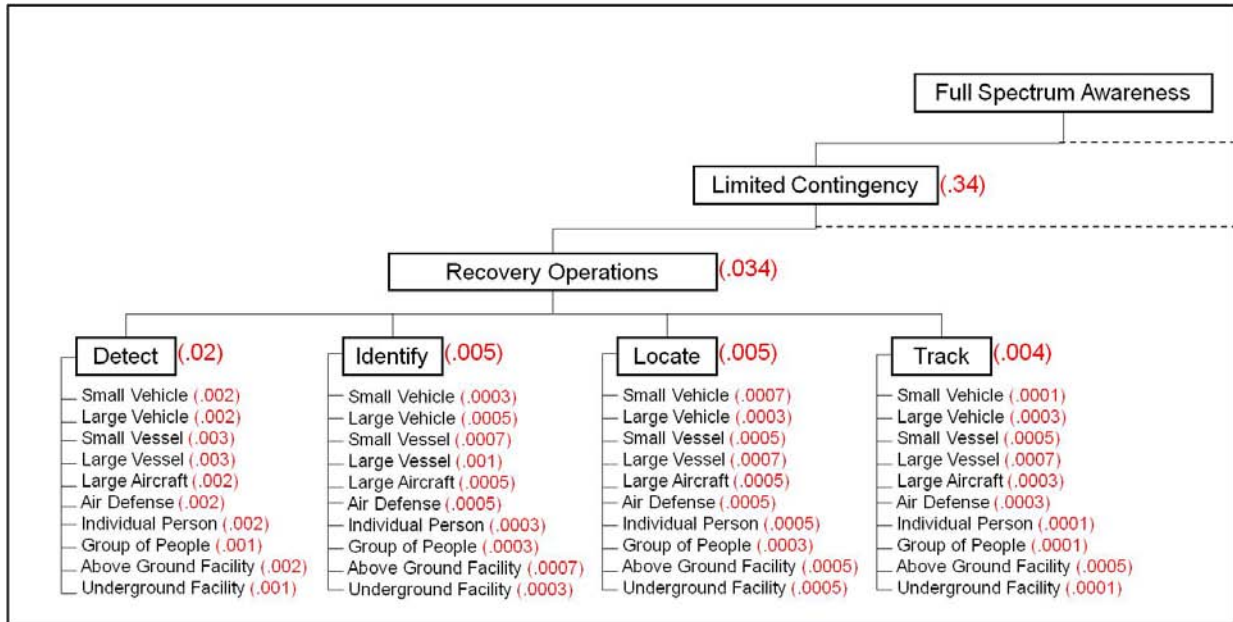 Full Spectrum Awareness
Limited Contingency (.34)
Recovery Operations (.034)
Detect (.02)
Small Vehicle (.002)
Large Vehicle (.002)
Small Vessel (.003)
Large Vessel (.003)
Large Aircraft (.002)
Air Defense (.002)
Individual Person (.002)
Group of People (.001)
Above Ground Facility (.002)
Underground Facility (.001)
Identify (.005)
Small Vehicle (.0003)
Large Vehicle (.0005)
Small Vessel (.0007)
Large Vessel (.001)
Large Aircraft (.0005)
Air Defense (.0005)
Individual Person (.0003)
Group of People (.0003)
Above Ground Facility (.0007)
Underground Facility (.0003)
Locate (.005)
Small Vehicle (.0007)
Large Vehicle (.0003)
Small Vessel (.0005)
Large Vessel (.0007)
Large Aircraft (.0005)
Air Defense (.0005)
Individual Person (.0005)
Group of People (.0003)
Above Ground Facility (.0005)
Underground Facility (.0005)
Track (.004)
Small Vehicle (.0001)
Large Vehicle (.0003)
Small Vessel (.0005)
Large Vessel (.0007)
Large Aircraft (.0003)
Air Defense (.0003)
Individual Person (.0001)
Group of People (.0001)
Above Ground Facility (.0005)
Underground Facility (.0001)